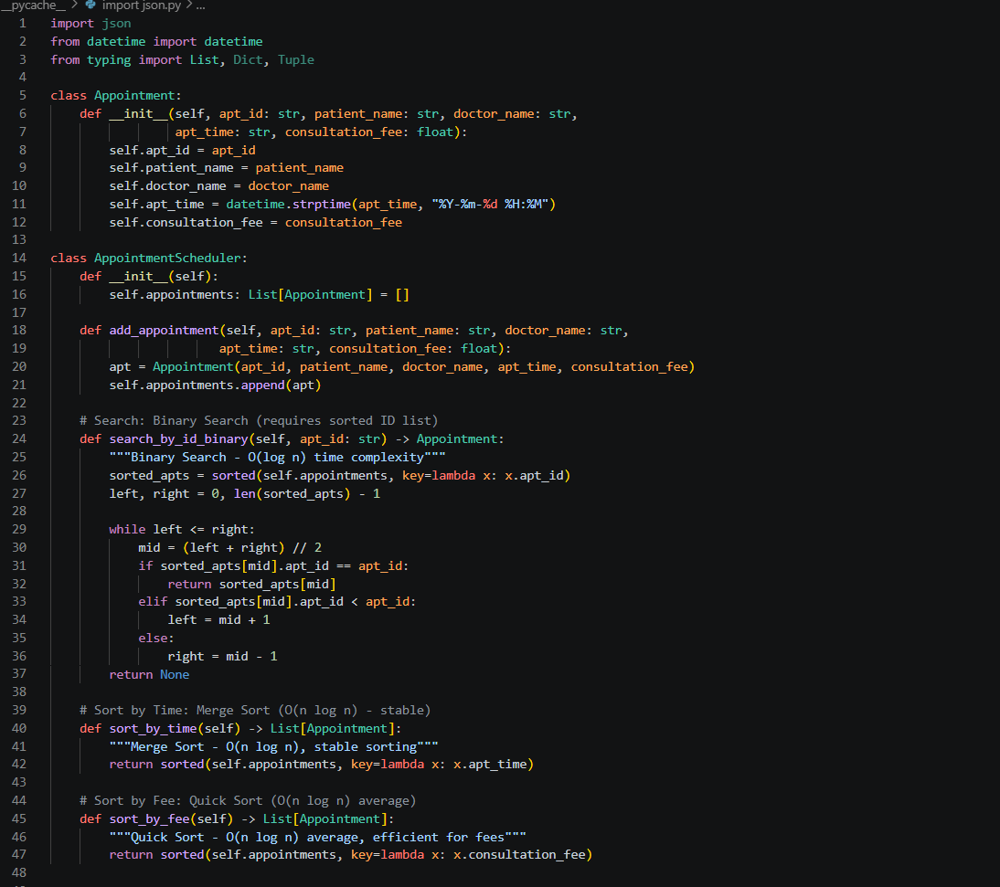 __pycache__ > import json.py > ...
1 import json
2 from datetime import datetime
3 from typing import List, Dict, Tuple
4
5 class Appointment:
6     def __init__(self, apt_id: str, patient_name: str, doctor_name: str,
7                  apt_time: str, consultation_fee: float):
8         self.apt_id = apt_id
9         self.patient_name = patient_name
10         self.doctor_name = doctor_name
11         self.apt_time = datetime.strptime(apt_time, "%Y-%m-%d %H:%M")
12         self.consultation_fee = consultation_fee
13
14 class AppointmentScheduler:
15     def __init__(self):
16         self.appointments: List[Appointment] = []
17
18     def add_appointment(self, apt_id: str, patient_name: str, doctor_name: str,
19                        apt_time: str, consultation_fee: float):
20         apt = Appointment(apt_id, patient_name, doctor_name, apt_time, consultation_fee)
21         self.appointments.append(apt)
22
23     # Search: Binary Search (requires sorted ID list)
24     def search_by_id_binary(self, apt_id: str) -> Appointment:
25         """Binary Search - O(log n) time complexity"""
26         sorted_apts = sorted(self.appointments, key=lambda x: x.apt_id)
27         left, right = 0, len(sorted_apts) - 1
28
29         while left <= right:
30             mid = (left + right) // 2
31             if sorted_apts[mid].apt_id == apt_id:
32                 return sorted_apts[mid]
33             elif sorted_apts[mid].apt_id < apt_id:
34                 left = mid + 1
35             else:
36                 right = mid - 1
37         return None
38
39     # Sort by Time: Merge Sort (O(n log n) - stable)
40     def sort_by_time(self) -> List[Appointment]:
41         """Merge Sort - O(n log n), stable sorting"""
42         return sorted(self.appointments, key=lambda x: x.apt_time)
43
44     # Sort by Fee: Quick Sort (O(n log n) average)
45     def sort_by_fee(self) -> List[Appointment]:
46         """Quick Sort - O(n log n) average, efficient for fees"""
47         return sorted(self.appointments, key=lambda x: x.consultation_fee)
48